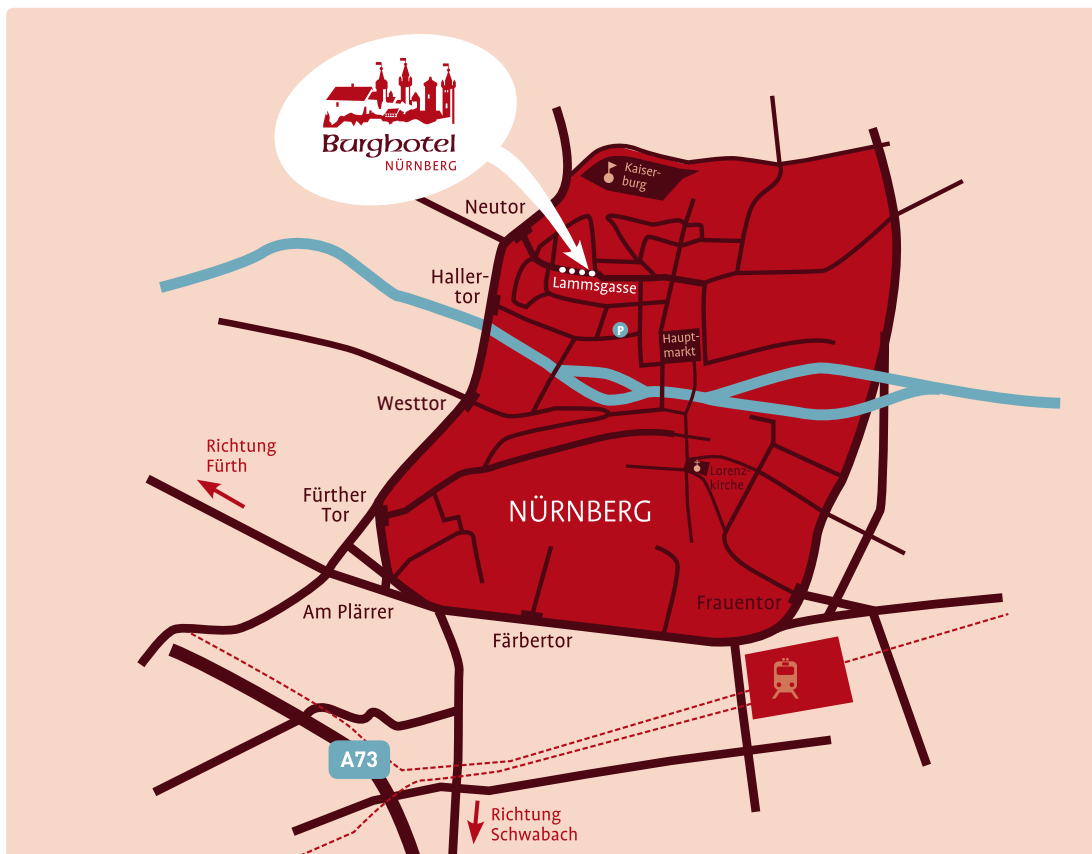 Burghotel
NÜRNBERG
Kaiser-
burg
Neutor
Haller-
tor
Lammsgasse
P
Haupt-
markt
Westtor
Richtung
Fürth
Lorenz-
kirche
Fürther
Tor
NÜRNBERG
Am Plärrer
Frauentor
Färbertor
A73
Richtung
Schwabach